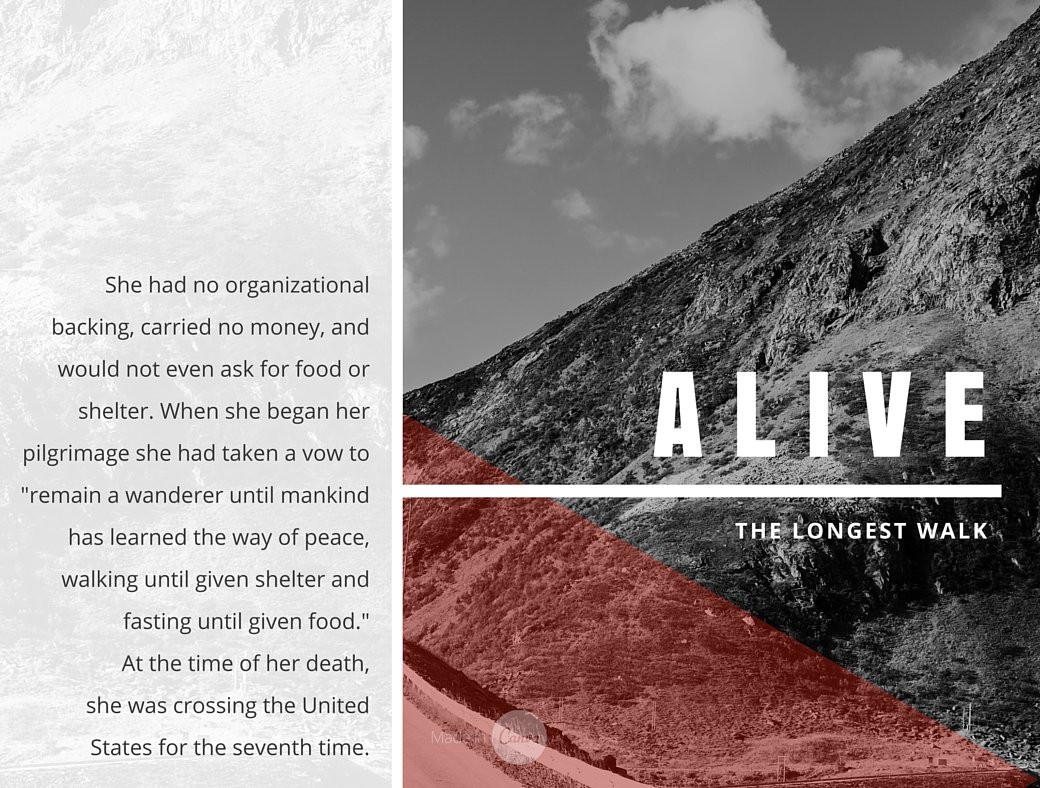 She had no organizational
backing, carried no money, and
would not even ask for food or
shelter. When she began her
pilgrimage she had taken a vow to
"remain a wanderer until mankind
has learned the way of peace,
walking until given shelter and
fasting until given food."
At the time of her death,
she was crossing the United
States for the seventh time.
ALIVE
THE LONGEST WALK
Made in Canva